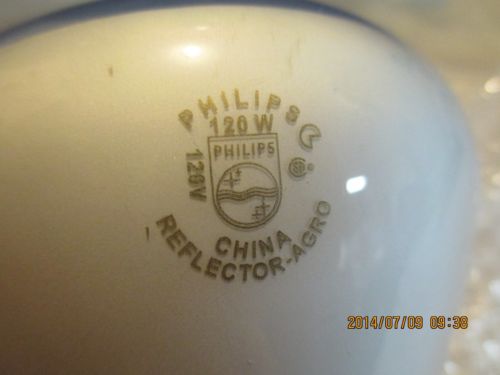 PHILIPS
120W
PHILIPS
120V
CHINA
REFLECTOR-AGRO
2014/07/09 09:38